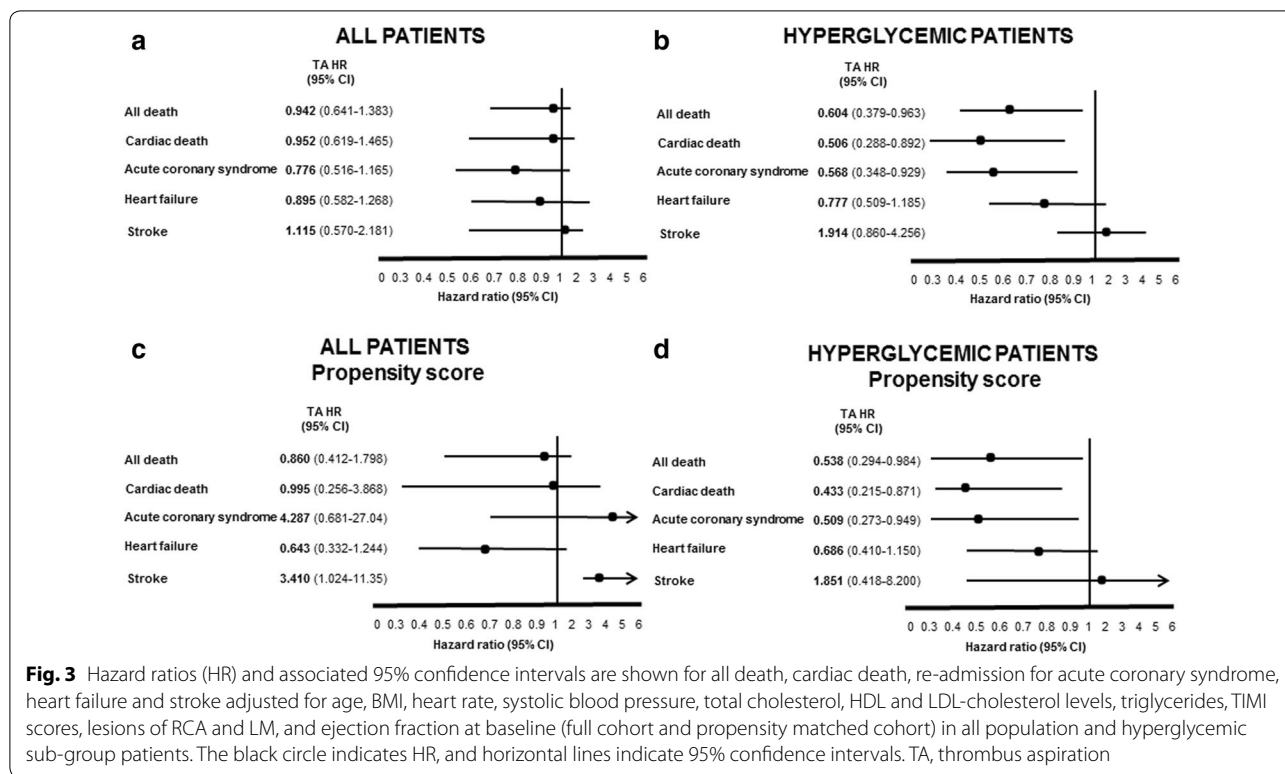 a
ALL PATIENTS
TA HR
(95% CI)
All death 0.942 (0.641-1.383)
Cardiac death 0.952 (0.619-1.465)
Acute coronary syndrome 0.776 (0.516-1.165)
Heart failure 0.895 (0.582-1.268)
Stroke 1.115 (0.570-2.181)
0 0.3 0.4 0.5 0.6 0.7 0.8 0.9 1 2 3 4 5 6
Hazard ratio (95% CI)
b
HYPERGLYCEMIC PATIENTS
TA HR
(95% CI)
All death 0.604 (0.379-0.963)
Cardiac death 0.506 (0.288-0.892)
Acute coronary syndrome 0.568 (0.348-0.929)
Heart failure 0.777 (0.509-1.185)
Stroke 1.914 (0.860-4.256)
0 0.3 0.4 0.5 0.6 0.7 0.8 0.9 1 2 3 4 5 6
Hazard ratio (95% CI)
c
ALL PATIENTS
Propensity score
TA HR
(95% CI)
All death 0.860 (0.412-1.798)
Cardiac death 0.995 (0.256-3.868)
Acute coronary syndrome 4.287 (0.681-27.04)
Heart failure 0.643 (0.332-1.244)
Stroke 3.410 (1.024-11.35)
0 0.3 0.4 0.5 0.6 0.7 0.8 0.9 1 2 3 4 5 6
Hazard ratio (95% CI)
d
HYPERGLYCEMIC PATIENTS
Propensity score
TA HR
(95% CI)
All death 0.538 (0.294-0.984)
Cardiac death 0.433 (0.215-0.871)
Acute coronary syndrome 0.509 (0.273-0.949)
Heart failure 0.686 (0.410-1.150)
Stroke 1.851 (0.418-8.200)
0 0.3 0.4 0.5 0.6 0.7 0.8 0.9 1 2 3 4 5 6
Hazard ratio (95% CI)
Fig. 3 Hazard ratios (HR) and associated 95% confidence intervals are shown for all death, cardiac death, re-admission for acute coronary syndrome,
heart failure and stroke adjusted for age, BMI, heart rate, systolic blood pressure, total cholesterol, HDL and LDL-cholesterol levels, triglycerides, TIMI
scores, lesions of RCA and LM, and ejection fraction at baseline (full cohort and propensity matched cohort) in all population and hyperglycemic
sub-group patients. The black circle indicates HR, and horizontal lines indicate 95% confidence intervals. TA, thrombus aspiration